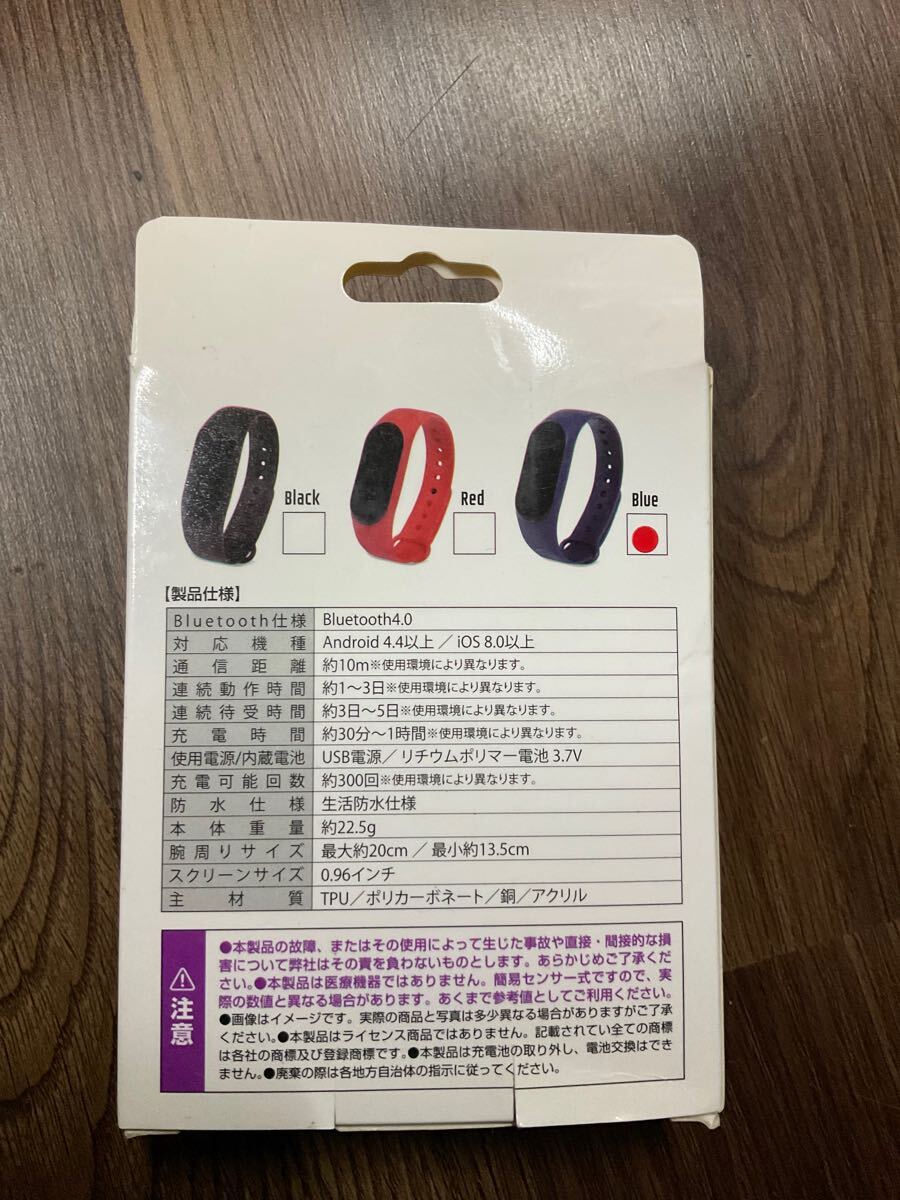 Black
Red
Blue
【製品仕様】
Bluetooth仕様 Bluetooth4.0
対応機種 Android 4.4以上／iOS 8.0以上
通信距離 約10m※使用環境により異なります。
連続動作時間 約1〜3日※使用環境により異なります。
連続待受時間 約3日〜5日※使用環境により異なります。
充電時間 約30分〜1時間※使用環境により異なります。
使用電源/内蔵電池 USB電源／リチウムポリマー電池 3.7V
充電可能回数 約300回※使用環境により異なります。
防水仕様 生活防水仕様
本体重量 約22.5g
腕周りサイズ 最大約20cm ／ 最小約13.5cm
スクリーンサイズ 0.96インチ
主材質 TPU／ポリカーボネート／銅／アクリル
注意
●本製品の故障、またはその使用によって生じた事故や直接・間接的な損
害について弊社はその責を負わないものとします。あらかじめご了承くだ
さい。●本製品は医療機器ではありません。簡易センサー式ですので、実
際の数値と異なる場合があります。あくまで参考値としてご利用ください。
●画像はイメージです。実際の商品と写真は多少異なる場合がありますがご了承
ください。●本製品はライセンス商品ではありません。記載されてい全ての商標
は各社の商標及び登録商標です。●本製品は充電池の取り外し、電池交換はでき
ません。●廃棄の際は各地方自治体の指示に従ってください。